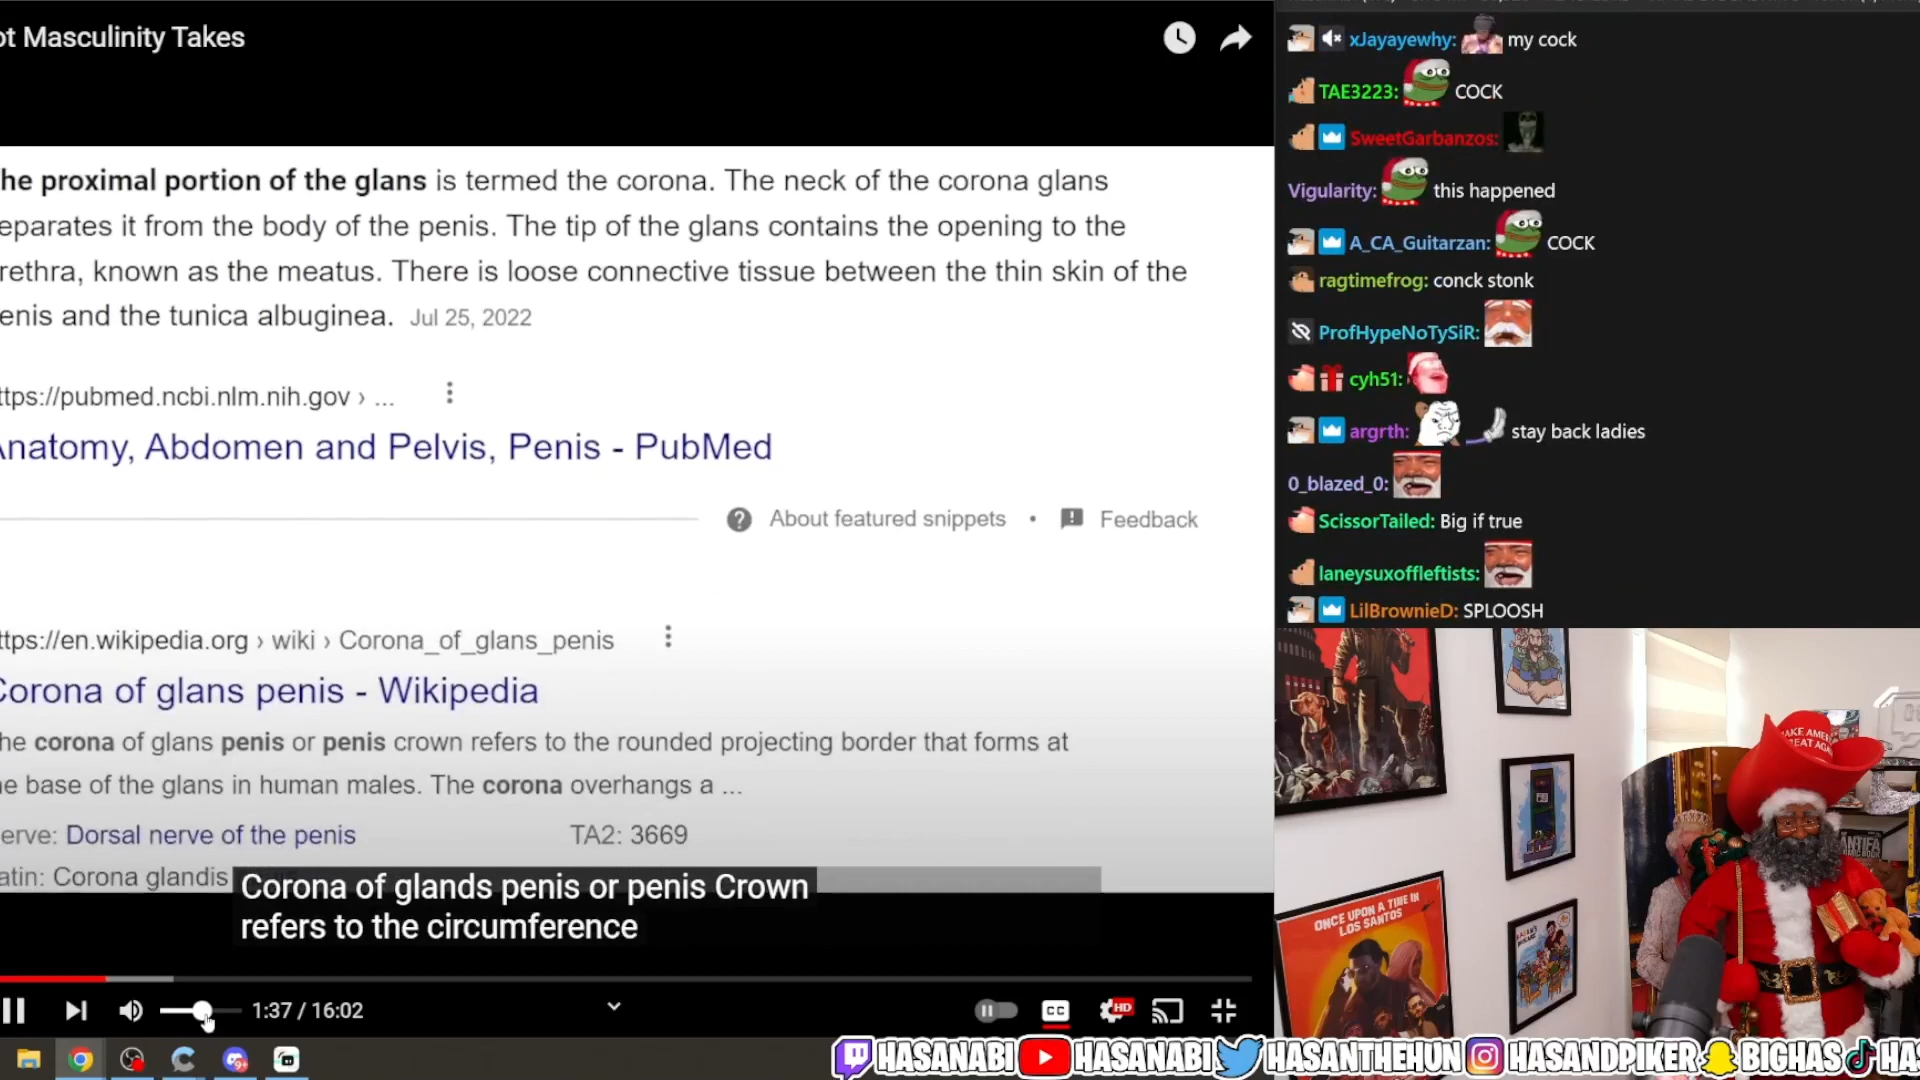 ot Masculinity Takes
he proximal portion of the glans is termed the corona. The neck of the corona glans
eparates it from the body of the penis. The tip of the glans contains the opening to the
rethra, known as the meatus. There is loose connective tissue between the thin skin of the
enis and the tunica albuginea. Jul 25, 2022
ttps://pubmed.ncbi.nlm.nih.gov › ...
Anatomy, Abdomen and Pelvis, Penis - PubMed
About featured snippets • Feedback
ttps://en.wikipedia.org › wiki › Corona_of_glans_penis
Corona of glans penis - Wikipedia
he corona of glans penis or penis crown refers to the rounded projecting border that forms at
e base of the glans in human males. The corona overhangs a ...
erve: Dorsal nerve of the penis TA2: 3669
atin: Corona glandis
Corona of glands penis or penis Crown
refers to the circumference
1:37 / 16:02
CC
HD
xJayayewhy: my cock
TAE3223: COCK
SweetGarbanzos:
Vigularity: this happened
A_CA_Guitarzan: COCK
ragtimefrog: conck stonk
ProfHypeNoTySiR:
cyh51:
argrth: stay back ladies
0_blazed_0:
ScissorTailed: Big if true
laneysuxoffleftists:
LilBrownieD: SPLOOSH
ANTIFA
ONCE UPON A TIME IN
LOS SANTOS
HASANABI HASANABI HASANTHEHUN HASANDPIKER BIGHAS HAS